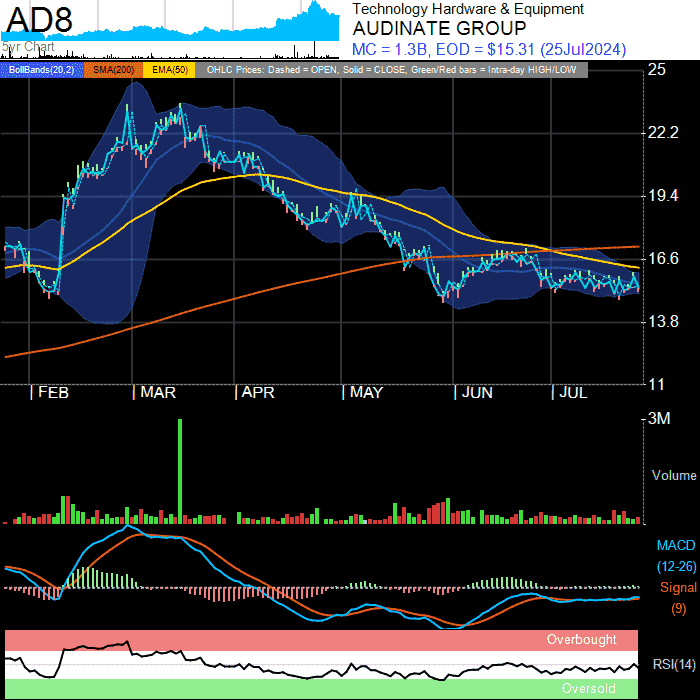 AD8
5yr Chart
Technology Hardware & Equipment
AUDINATE GROUP
MC = 1.3B, EOD = $15.31 (25Jul2024)
BollBands(20,2) SMA(200) EMA(50) OHLC Prices: Dashed = OPEN, Solid = CLOSE, Green/Red bars = Intra-day HIGH/LOW
25
22.2
19.4
16.6
13.8
11
| FEB | MAR | APR | MAY | JUN | JUL
3M
Volume
MACD
(12-26)
Signal
(9)
Overbought
RSI(14)
Oversold